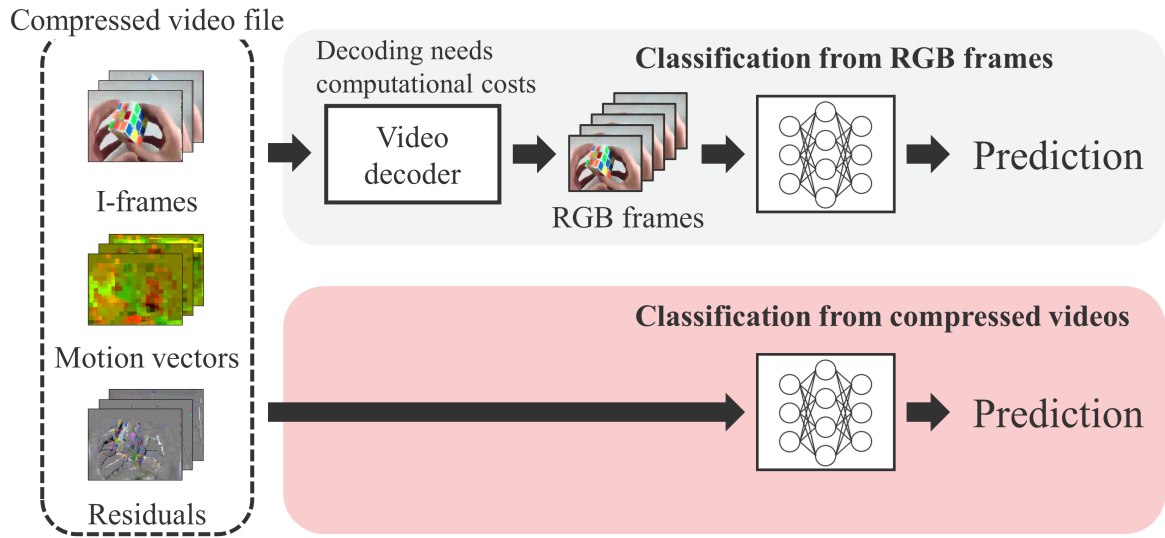 Compressed video file
I-frames
Motion vectors
Residuals
Decoding needs
computational costs
Classification from RGB frames
Video
decoder
RGB frames
Prediction
Classification from compressed videos
Prediction